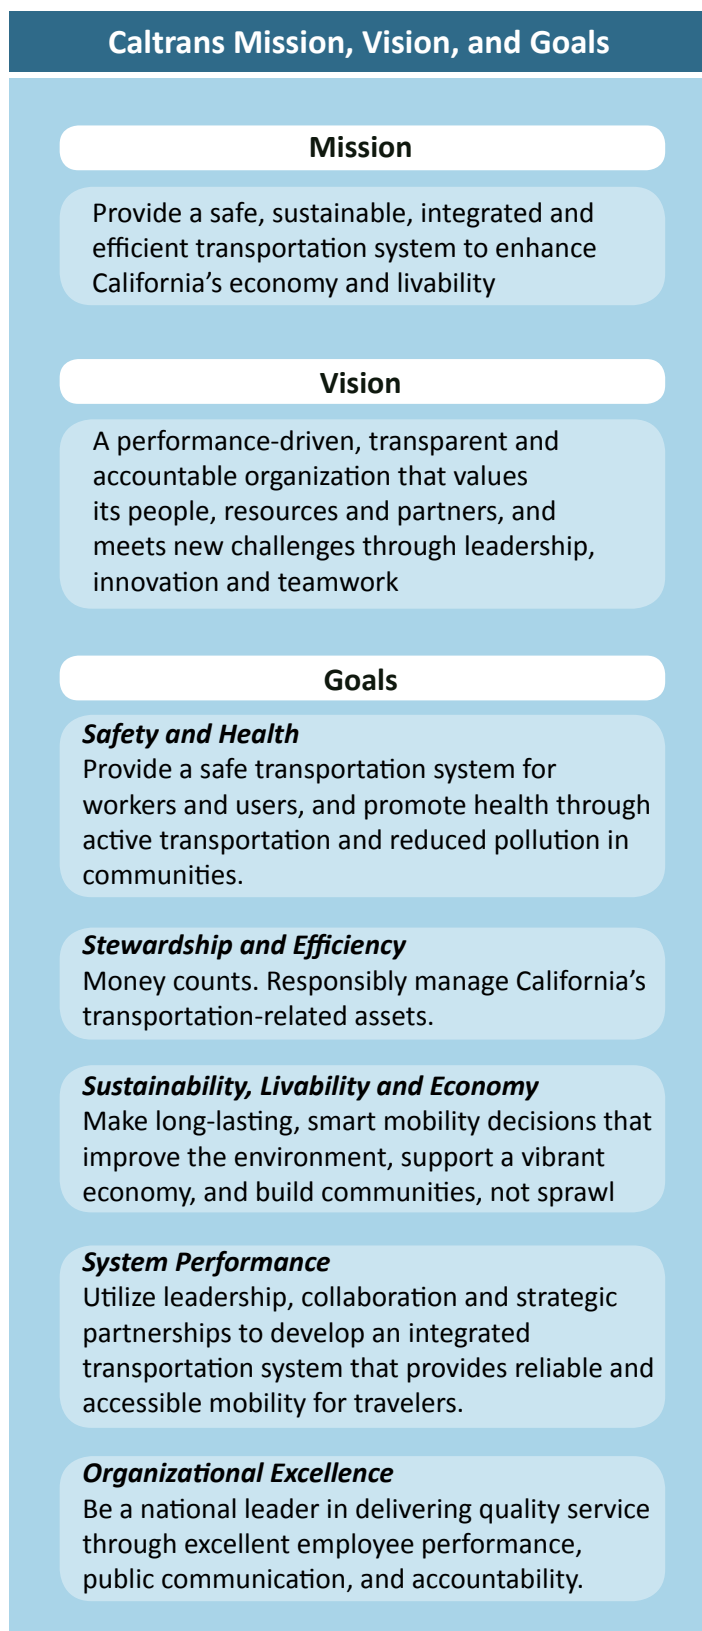 Caltrans Mission, Vision, and Goals
Mission
Provide a safe, sustainable, integrated and
efficient transportation system to enhance
California’s economy and livability
Vision
A performance-driven, transparent and
accountable organization that values
its people, resources and partners, and
meets new challenges through leadership,
innovation and teamwork
Goals
Safety and Health
Provide a safe transportation system for
workers and users, and promote health through
active transportation and reduced pollution in
communities.
Stewardship and Efficiency
Money counts. Responsibly manage California’s
transportation-related assets.
Sustainability, Livability and Economy
Make long-lasting, smart mobility decisions that
improve the environment, support a vibrant
economy, and build communities, not sprawl
System Performance
Utilize leadership, collaboration and strategic
partnerships to develop an integrated
transportation system that provides reliable and
accessible mobility for travelers.
Organizational Excellence
Be a national leader in delivering quality service
through excellent employee performance,
public communication, and accountability.